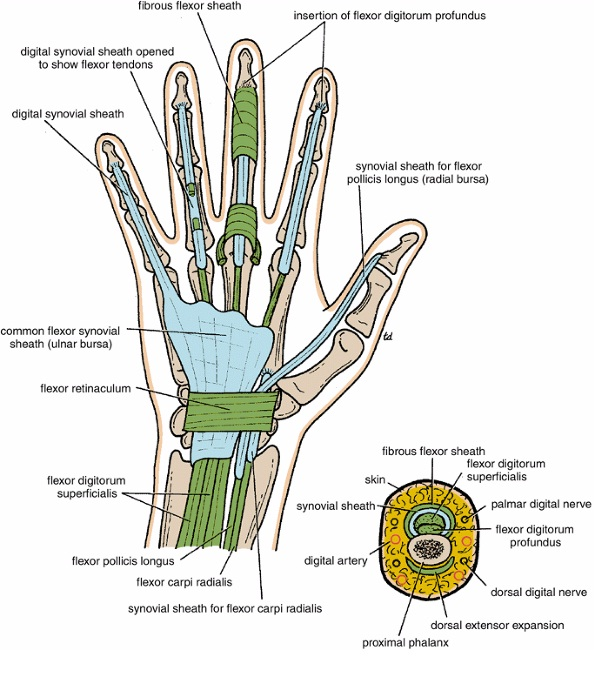 fibrous flexor sheath
insertion of flexor digitorum profundus
digital synovial sheath opened
to show flexor tendons
digital synovial sheath
synovial sheath for flexor
pollicis longus (radial bursa)
common flexor synovial
sheath (ulnar bursa)
td
flexor retinaculum
fibrous flexor sheath
flexor digitorum
superficialis
skin
flexor digitorum
superficialis
synovial sheath
palmar digital nerve
flexor digitorum
profundus
flexor pollicis longus
digital artery
flexor carpi radialis
dorsal digital nerve
synovial sheath for flexor carpi radialis
dorsal extensor expansion
proximal phalanx